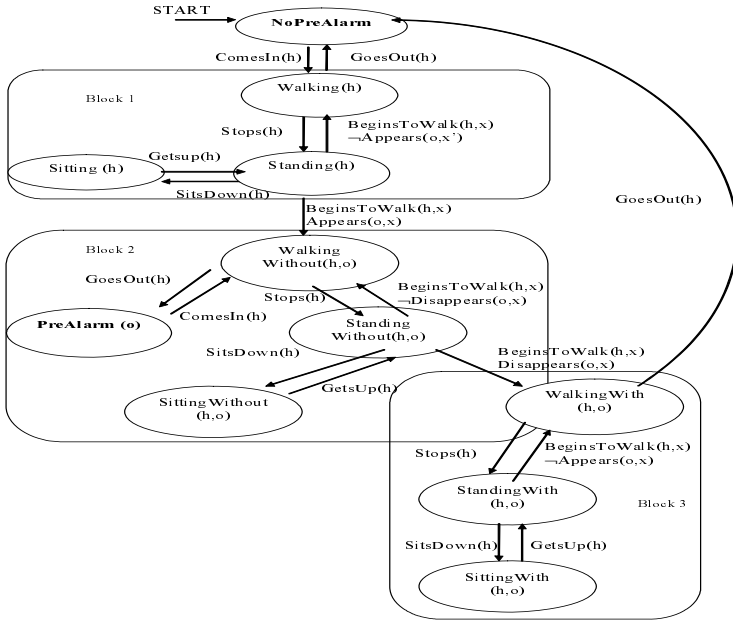 START
NoPreAlarm
ComesIn(h)
GoesOut(h)
Block 1
Walking(h)
Stops(h)
BeginsToWalk(h,x)
¬Appears(o,x')
Getsup(h)
Sitting (h)
Standing(h)
SitsDown(h)
GoesOut(h)
BeginsToWalk(h,x)
Appears(o,x)
Block 2
Walking
Without(h,o)
GoesOut(h)
Stops(h)
BeginsToWalk(h,x)
¬Disappears(o,x)
ComesIn(h)
PreAlarm (o)
Standing
Without(h,o)
SitsDown(h)
BeginsToWalk(h,x)
Disappears(o,x)
GetsUp(h)
SittingWithout
(h,o)
WalkingWith
(h,o)
Stops(h)
BeginsToWalk(h,x)
¬Appears(o,x)
StandingWith
(h,o)
Block 3
SitsDown(h)
GetsUp(h)
SittingWith
(h,o)